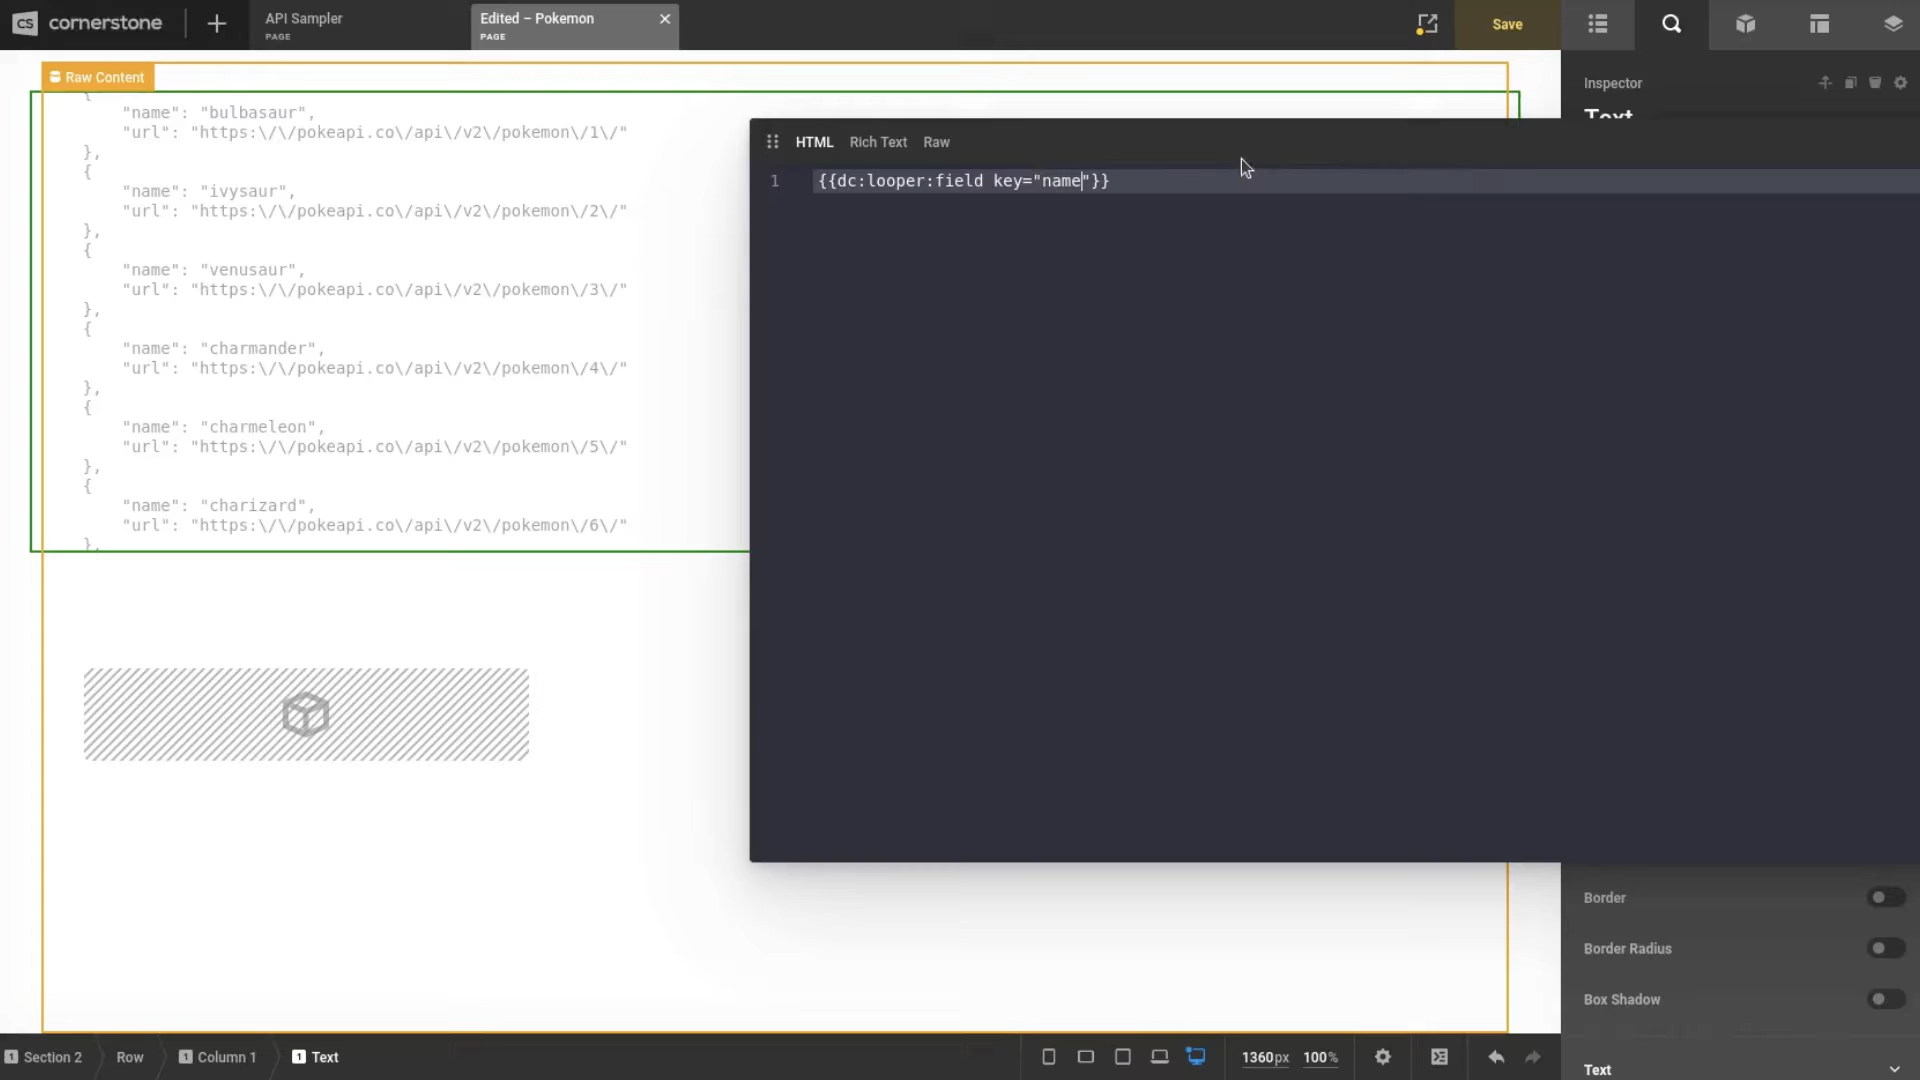 cs cornerstone
API Sampler
PAGE
Edited – Pokemon
PAGE
Save
Raw Content
{
"name": "bulbasaur",
"url": "https:\/\/pokeapi.co\/api\/v2\/pokemon\/1\/"
},
{
"name": "ivysaur",
"url": "https:\/\/pokeapi.co\/api\/v2\/pokemon\/2\/"
},
{
"name": "venusaur",
"url": "https:\/\/pokeapi.co\/api\/v2\/pokemon\/3\/"
},
{
"name": "charmander",
"url": "https:\/\/pokeapi.co\/api\/v2\/pokemon\/4\/"
},
{
"name": "charmeleon",
"url": "https:\/\/pokeapi.co\/api\/v2\/pokemon\/5\/"
},
{
"name": "charizard",
"url": "https:\/\/pokeapi.co\/api\/v2\/pokemon\/6\/"
},
HTML Rich Text Raw
1 {{dc:looper:field key="name"}}
Inspector
Text
Border
Border Radius
Box Shadow
Text
1 Section 2 Row 1 Column 1 1 Text
1360px 100%